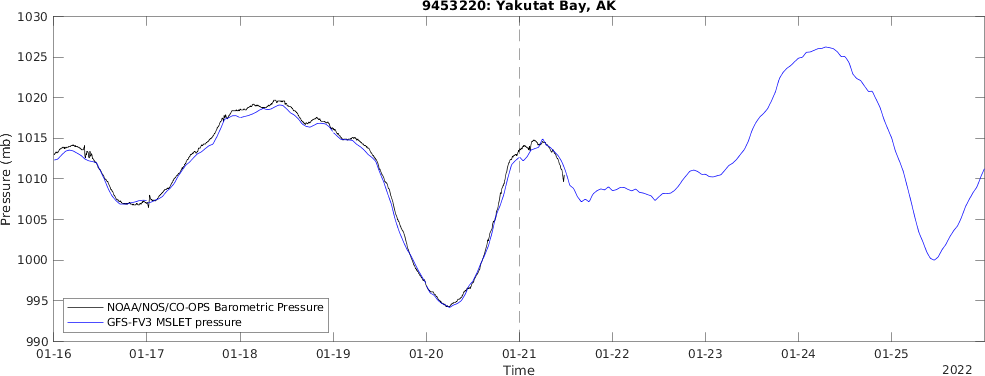 9453220: Yakutat Bay, AK
Pressure (mb)
1030
1025
1020
1015
1010
1005
1000
995
990
NOAA/NOS/CO-OPS Barometric Pressure
GFS-FV3 MSLET pressure
01-16 01-17 01-18 01-19 01-20 01-21 01-22 01-23 01-24 01-25
Time
2022